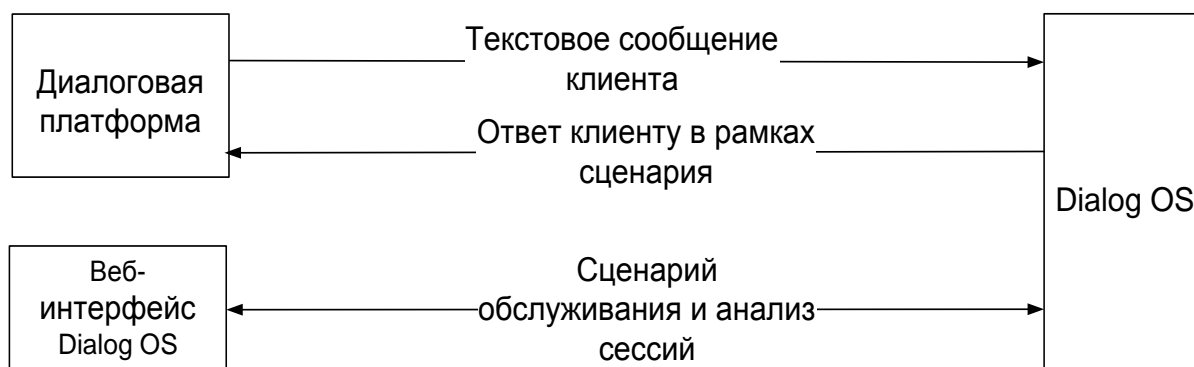 Диалоговая
платформа
Текстовое сообщение
клиента
Ответ клиенту в рамках
сценария
Dialog OS
Веб-
интерфейс
Dialog OS
Сценарий
обслуживания и анализ
сессий